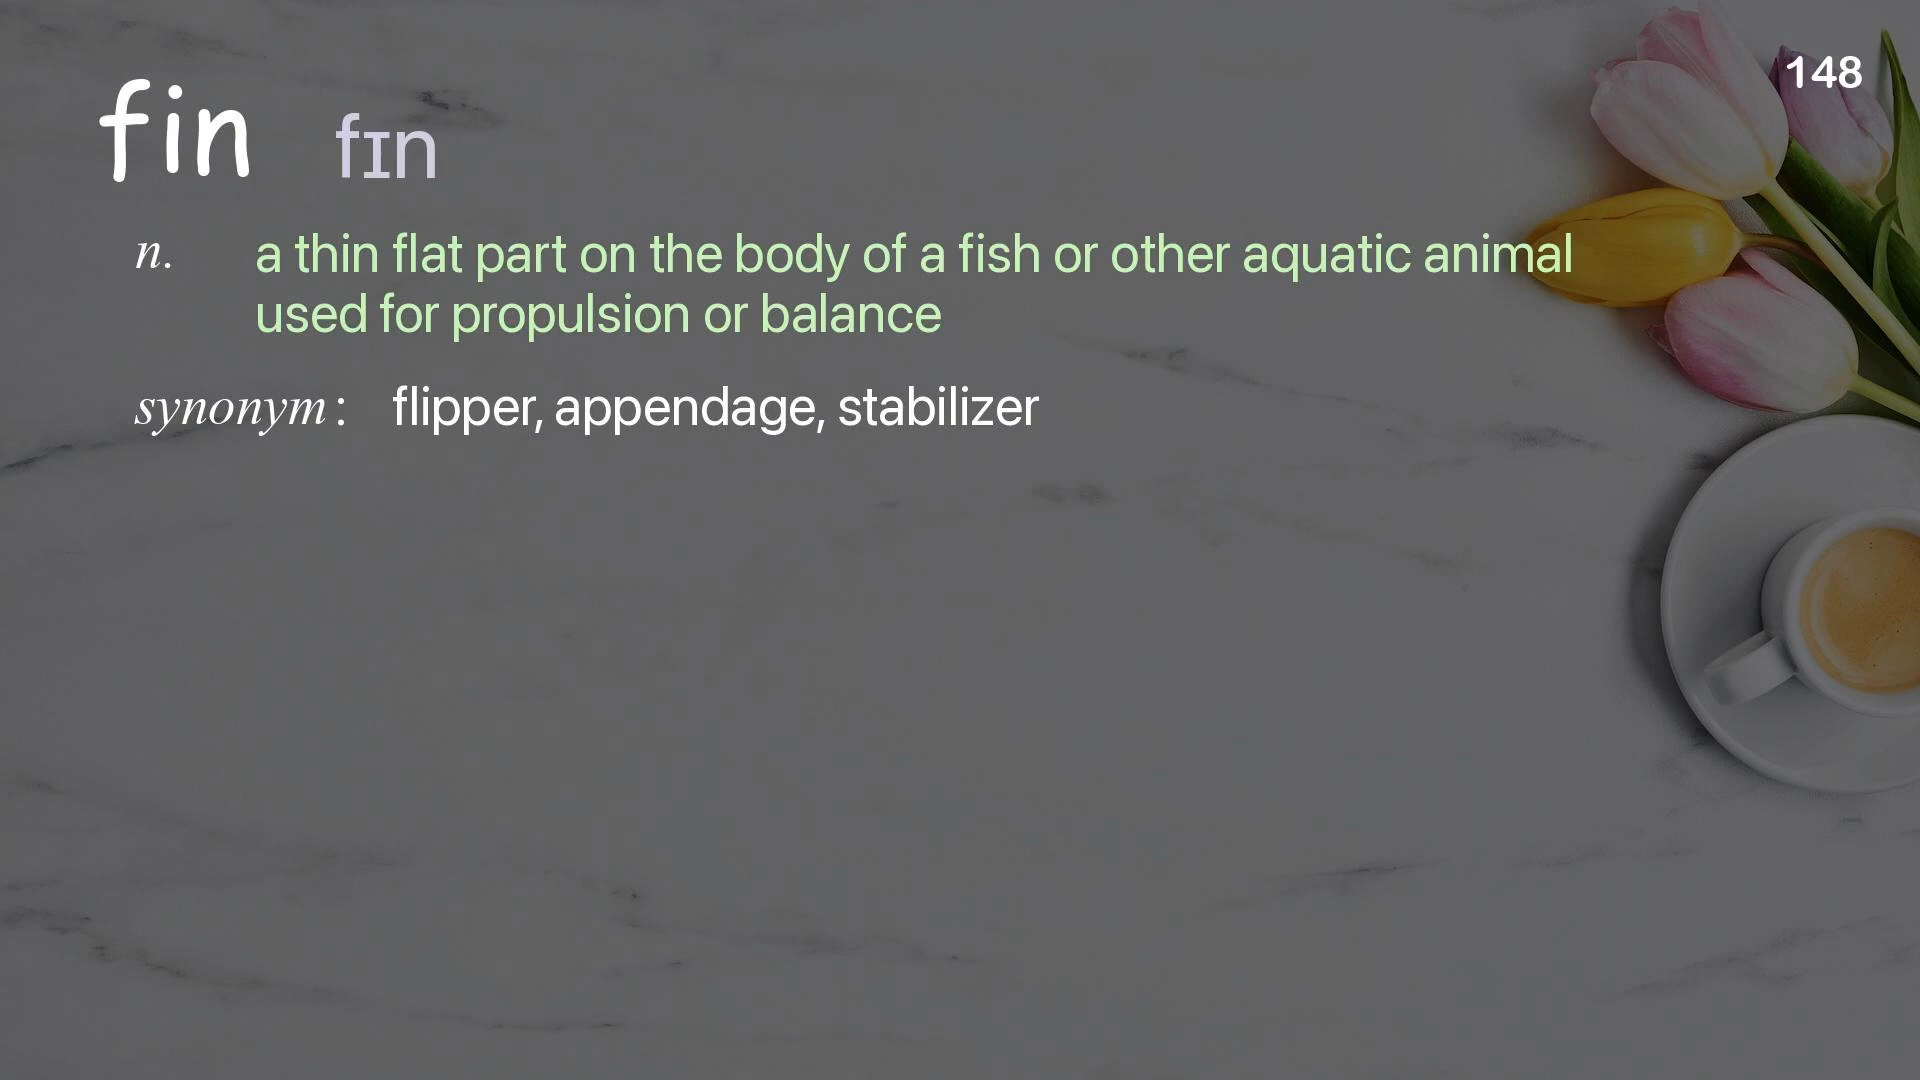 148
fin fɪn
n. a thin flat part on the body of a fish or other aquatic animal
used for propulsion or balance
synonym: flipper, appendage, stabilizer